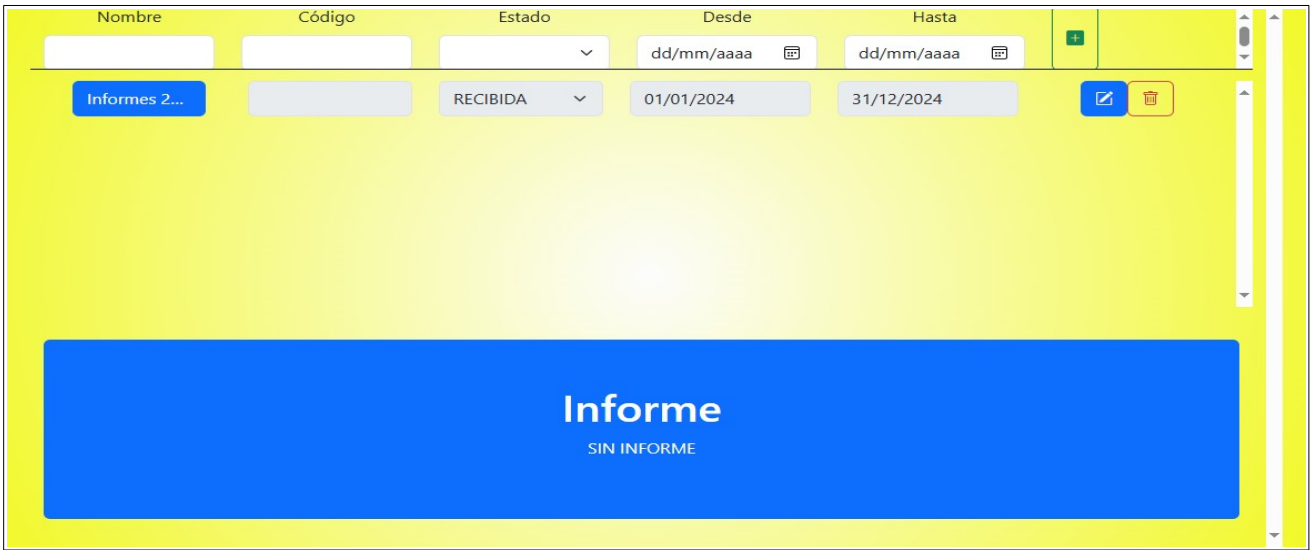 Nombre Código Estado Desde Hasta
dd/mm/aaaa dd/mm/aaaa
Informes 2... RECIBIDA 01/01/2024 31/12/2024
Informe
SIN INFORME